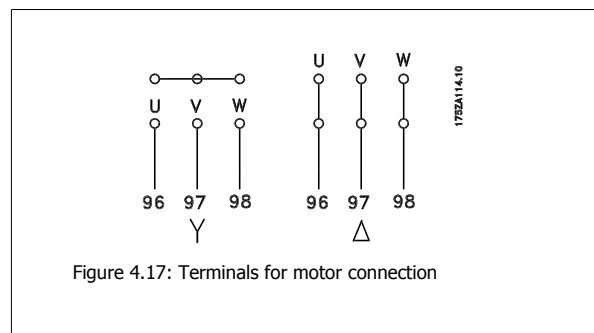 U V W
U V W
175ZA114.10
96 97 98
96 97 98
Y
Δ
Figure 4.17: Terminals for motor connection